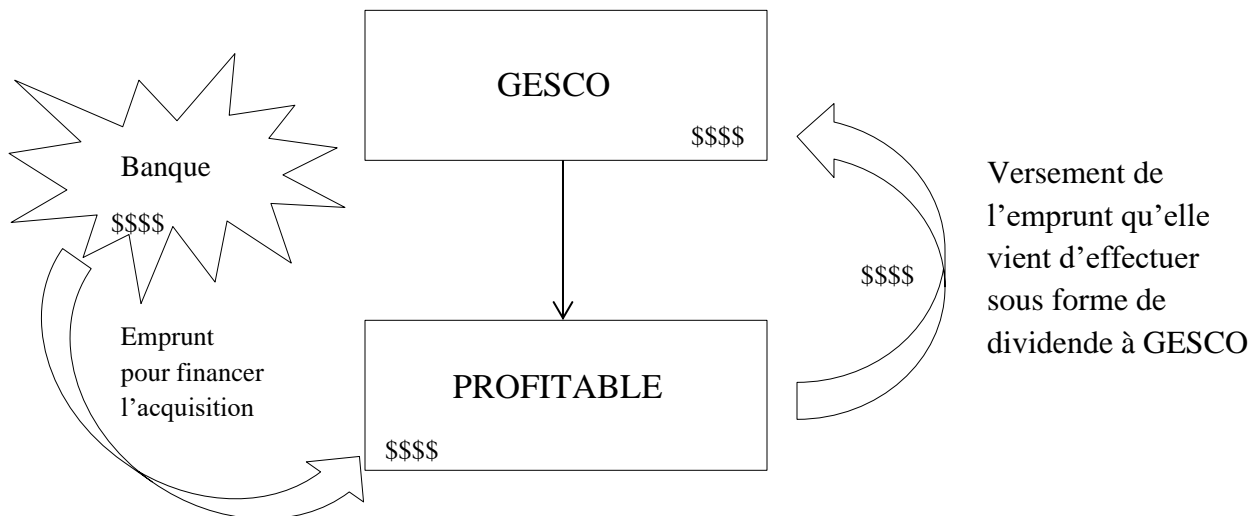 GESCO
$$$$
Banque
$$$$
Versement de
l’emprunt qu’elle
vient d’effectuer
sous forme de
dividende à GESCO
$$$$
Emprunt
pour financer
l’acquisition
PROFITABLE
$$$$